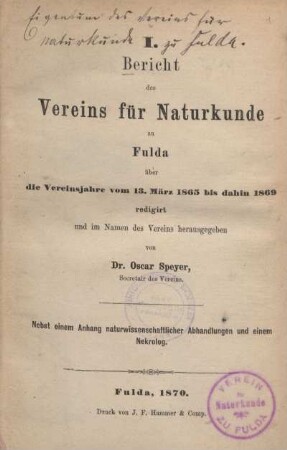 Eigentum des Vereins für
Naturkunde zu Fulda.
I.
Bericht
des
Vereins für Naturkunde
zu
Fulda
über
die Vereinsjahre vom 13. März 1865 bis dahin 1869
redigirt
und im Namen des Vereins herausgegeben
von
Dr. Oscar Speyer,
Secretair des Vereins.
Nebst einem Anhang naturwissenschaftlicher Abhandlungen und einem
Nekrolog.
Fulda, 1870.
Druck von J. F. Hammer & Comp.
VEREIN
für
Naturkunde
ZU FULDA